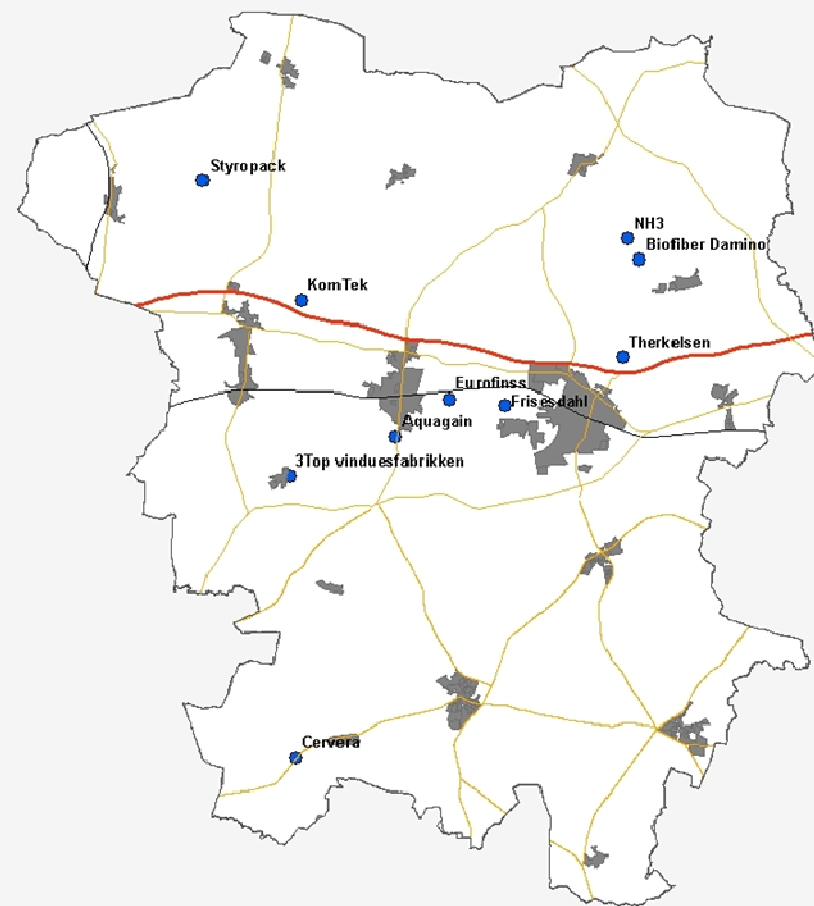 Styropack
NH3
Biofiber Damino
KomTek
Therkelsen
Eurofinss
Frisesdahl
Aquagain
3Top vinduesfabrikken
Cervera